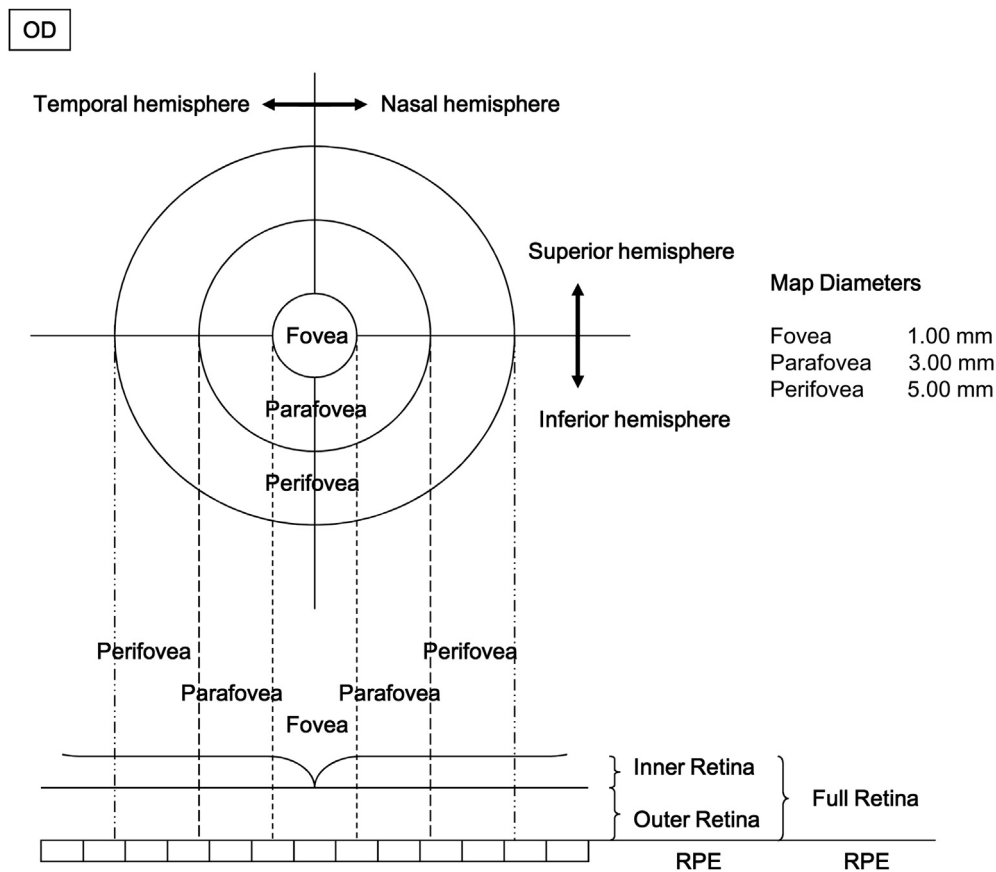 OD
Temporal hemisphere Nasal hemisphere
Superior hemisphere
Map Diameters
Fovea Fovea 1.00 mm
Parafovea 3.00 mm
Perifovea 5.00 mm
Parafovea Inferior hemisphere
Perifovea
Perifovea Perifovea
Parafovea Parafovea
Fovea
Inner Retina
Full Retina
Outer Retina
RPE RPE